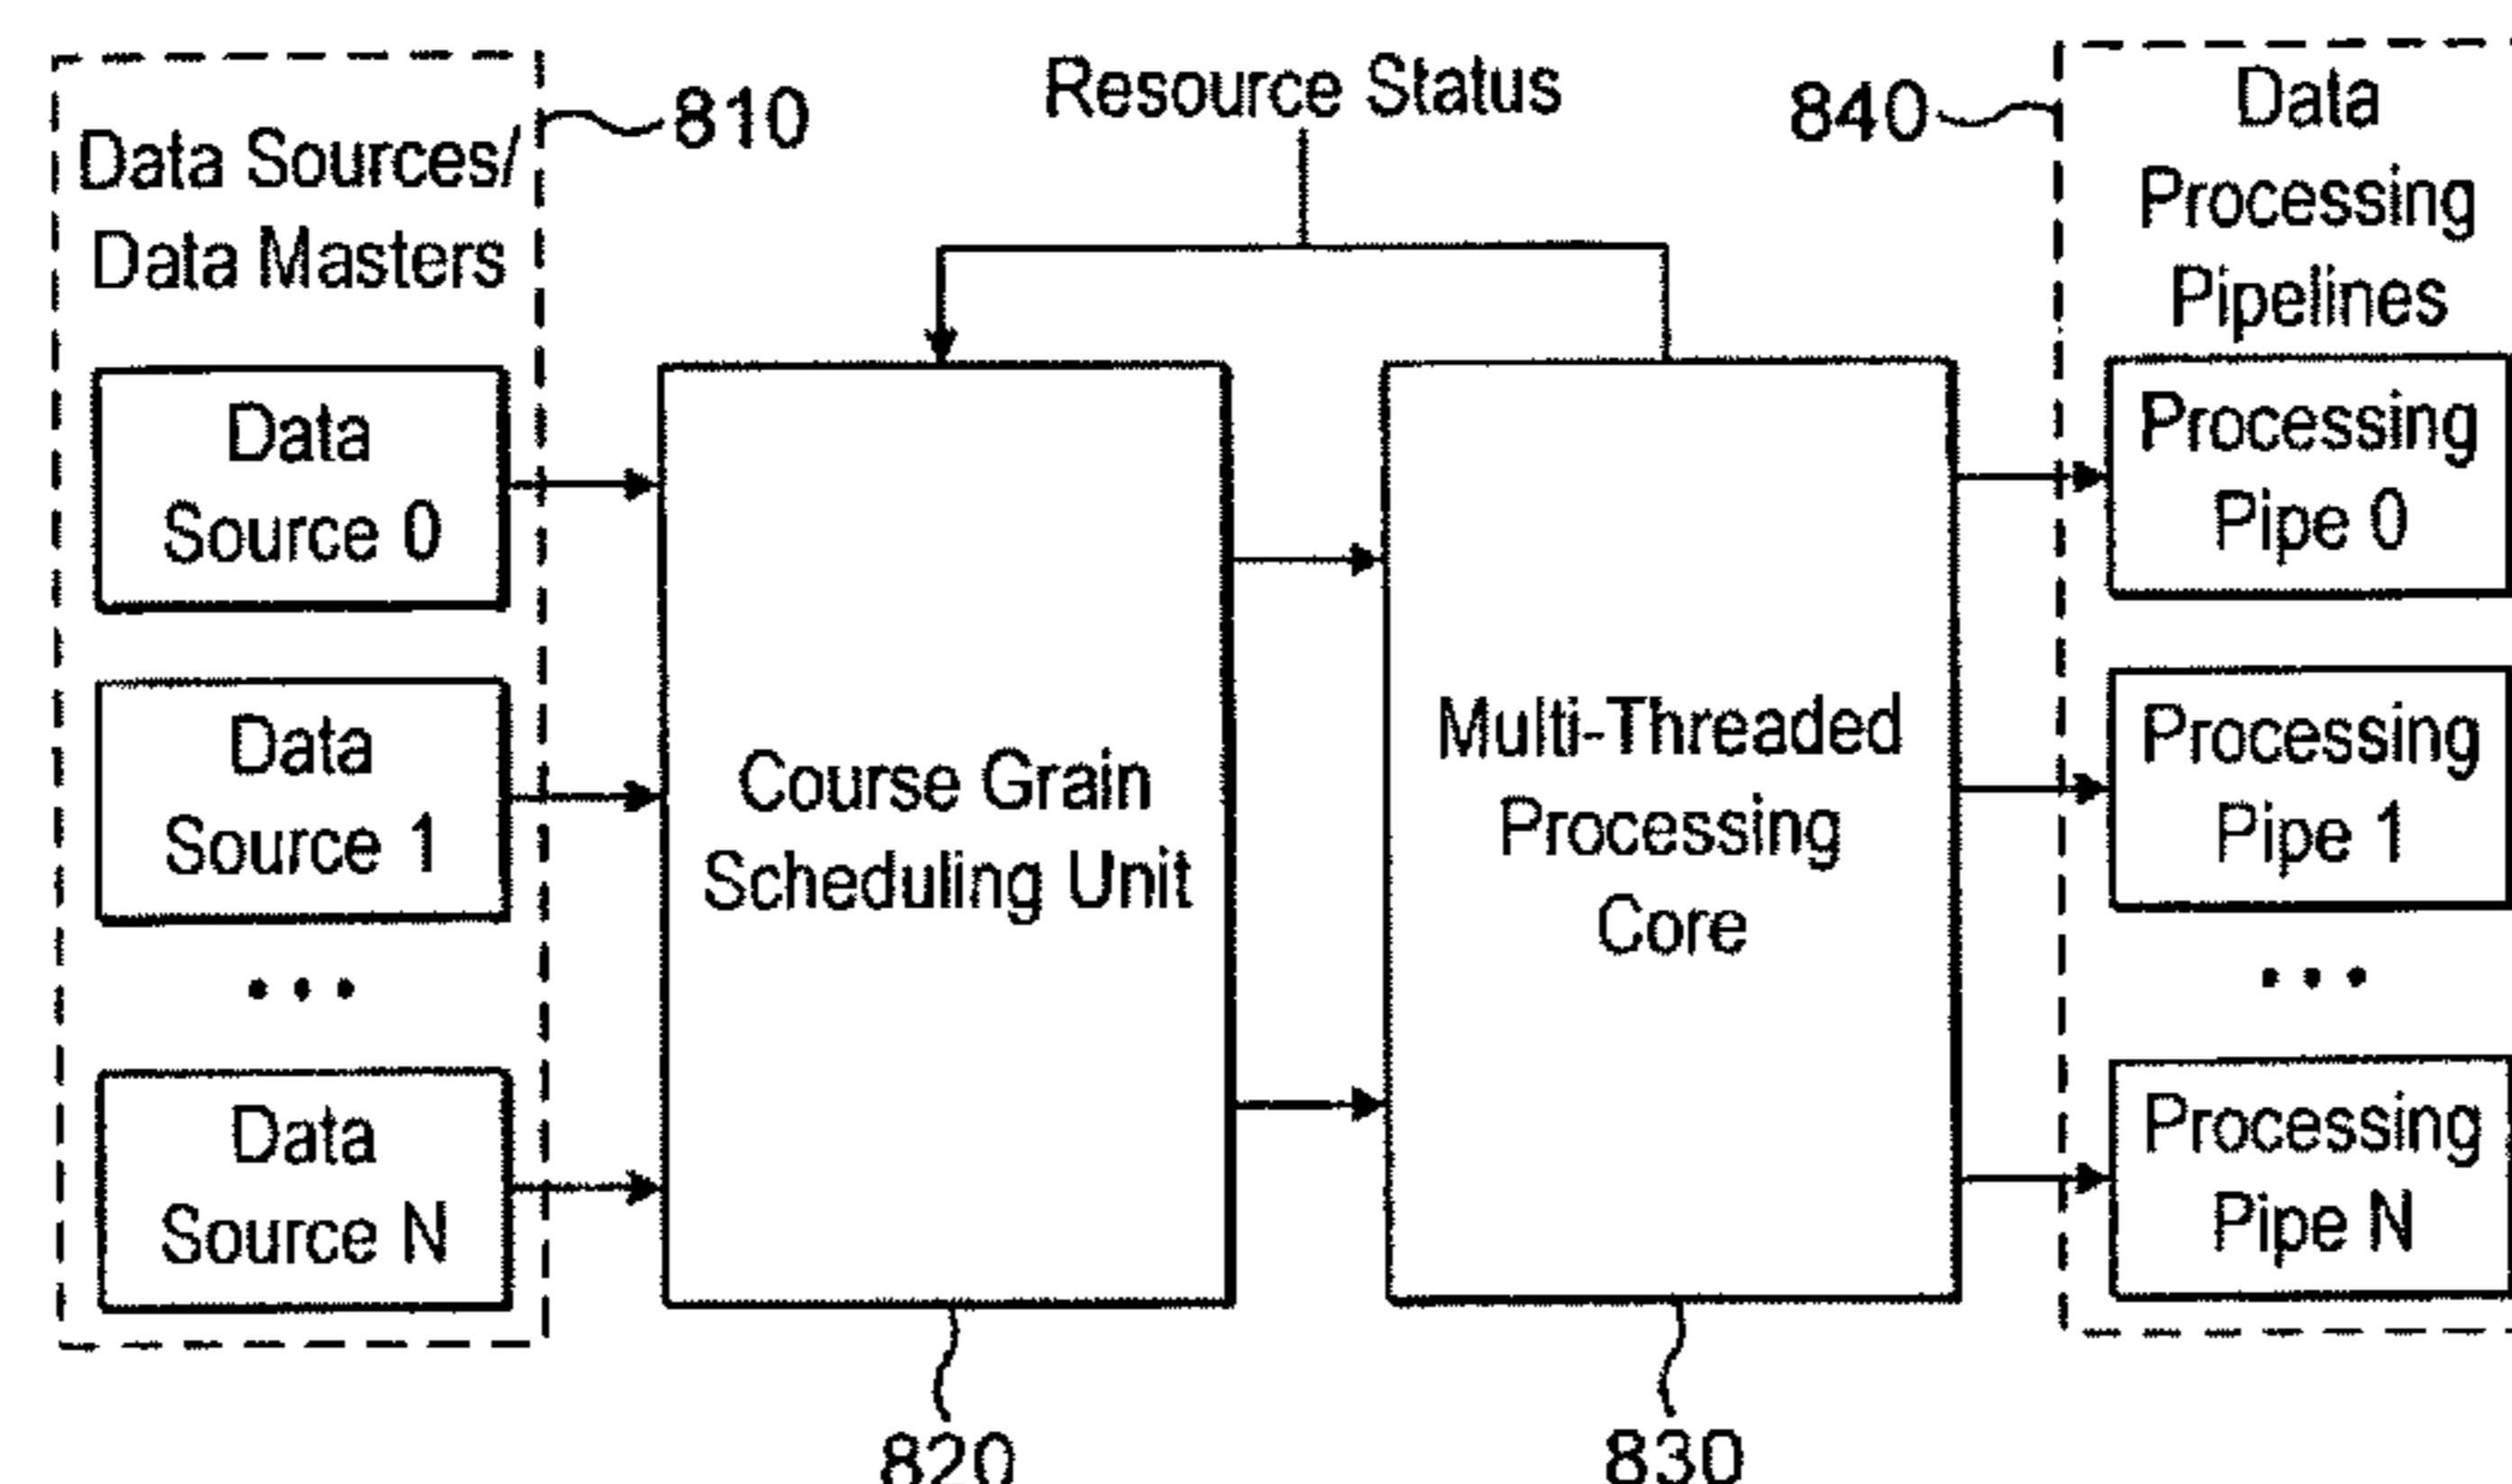 Data Sources/
Data Masters
810
Data
Source 0
Data
Source 1
• • •
Data
Source N
Resource Status
Course Grain
Scheduling Unit
820
Multi-Threaded
Processing
Core
830
840
Data
Processing
Pipelines
Processing
Pipe 0
Processing
Pipe 1
• • •
Processing
Pipe N